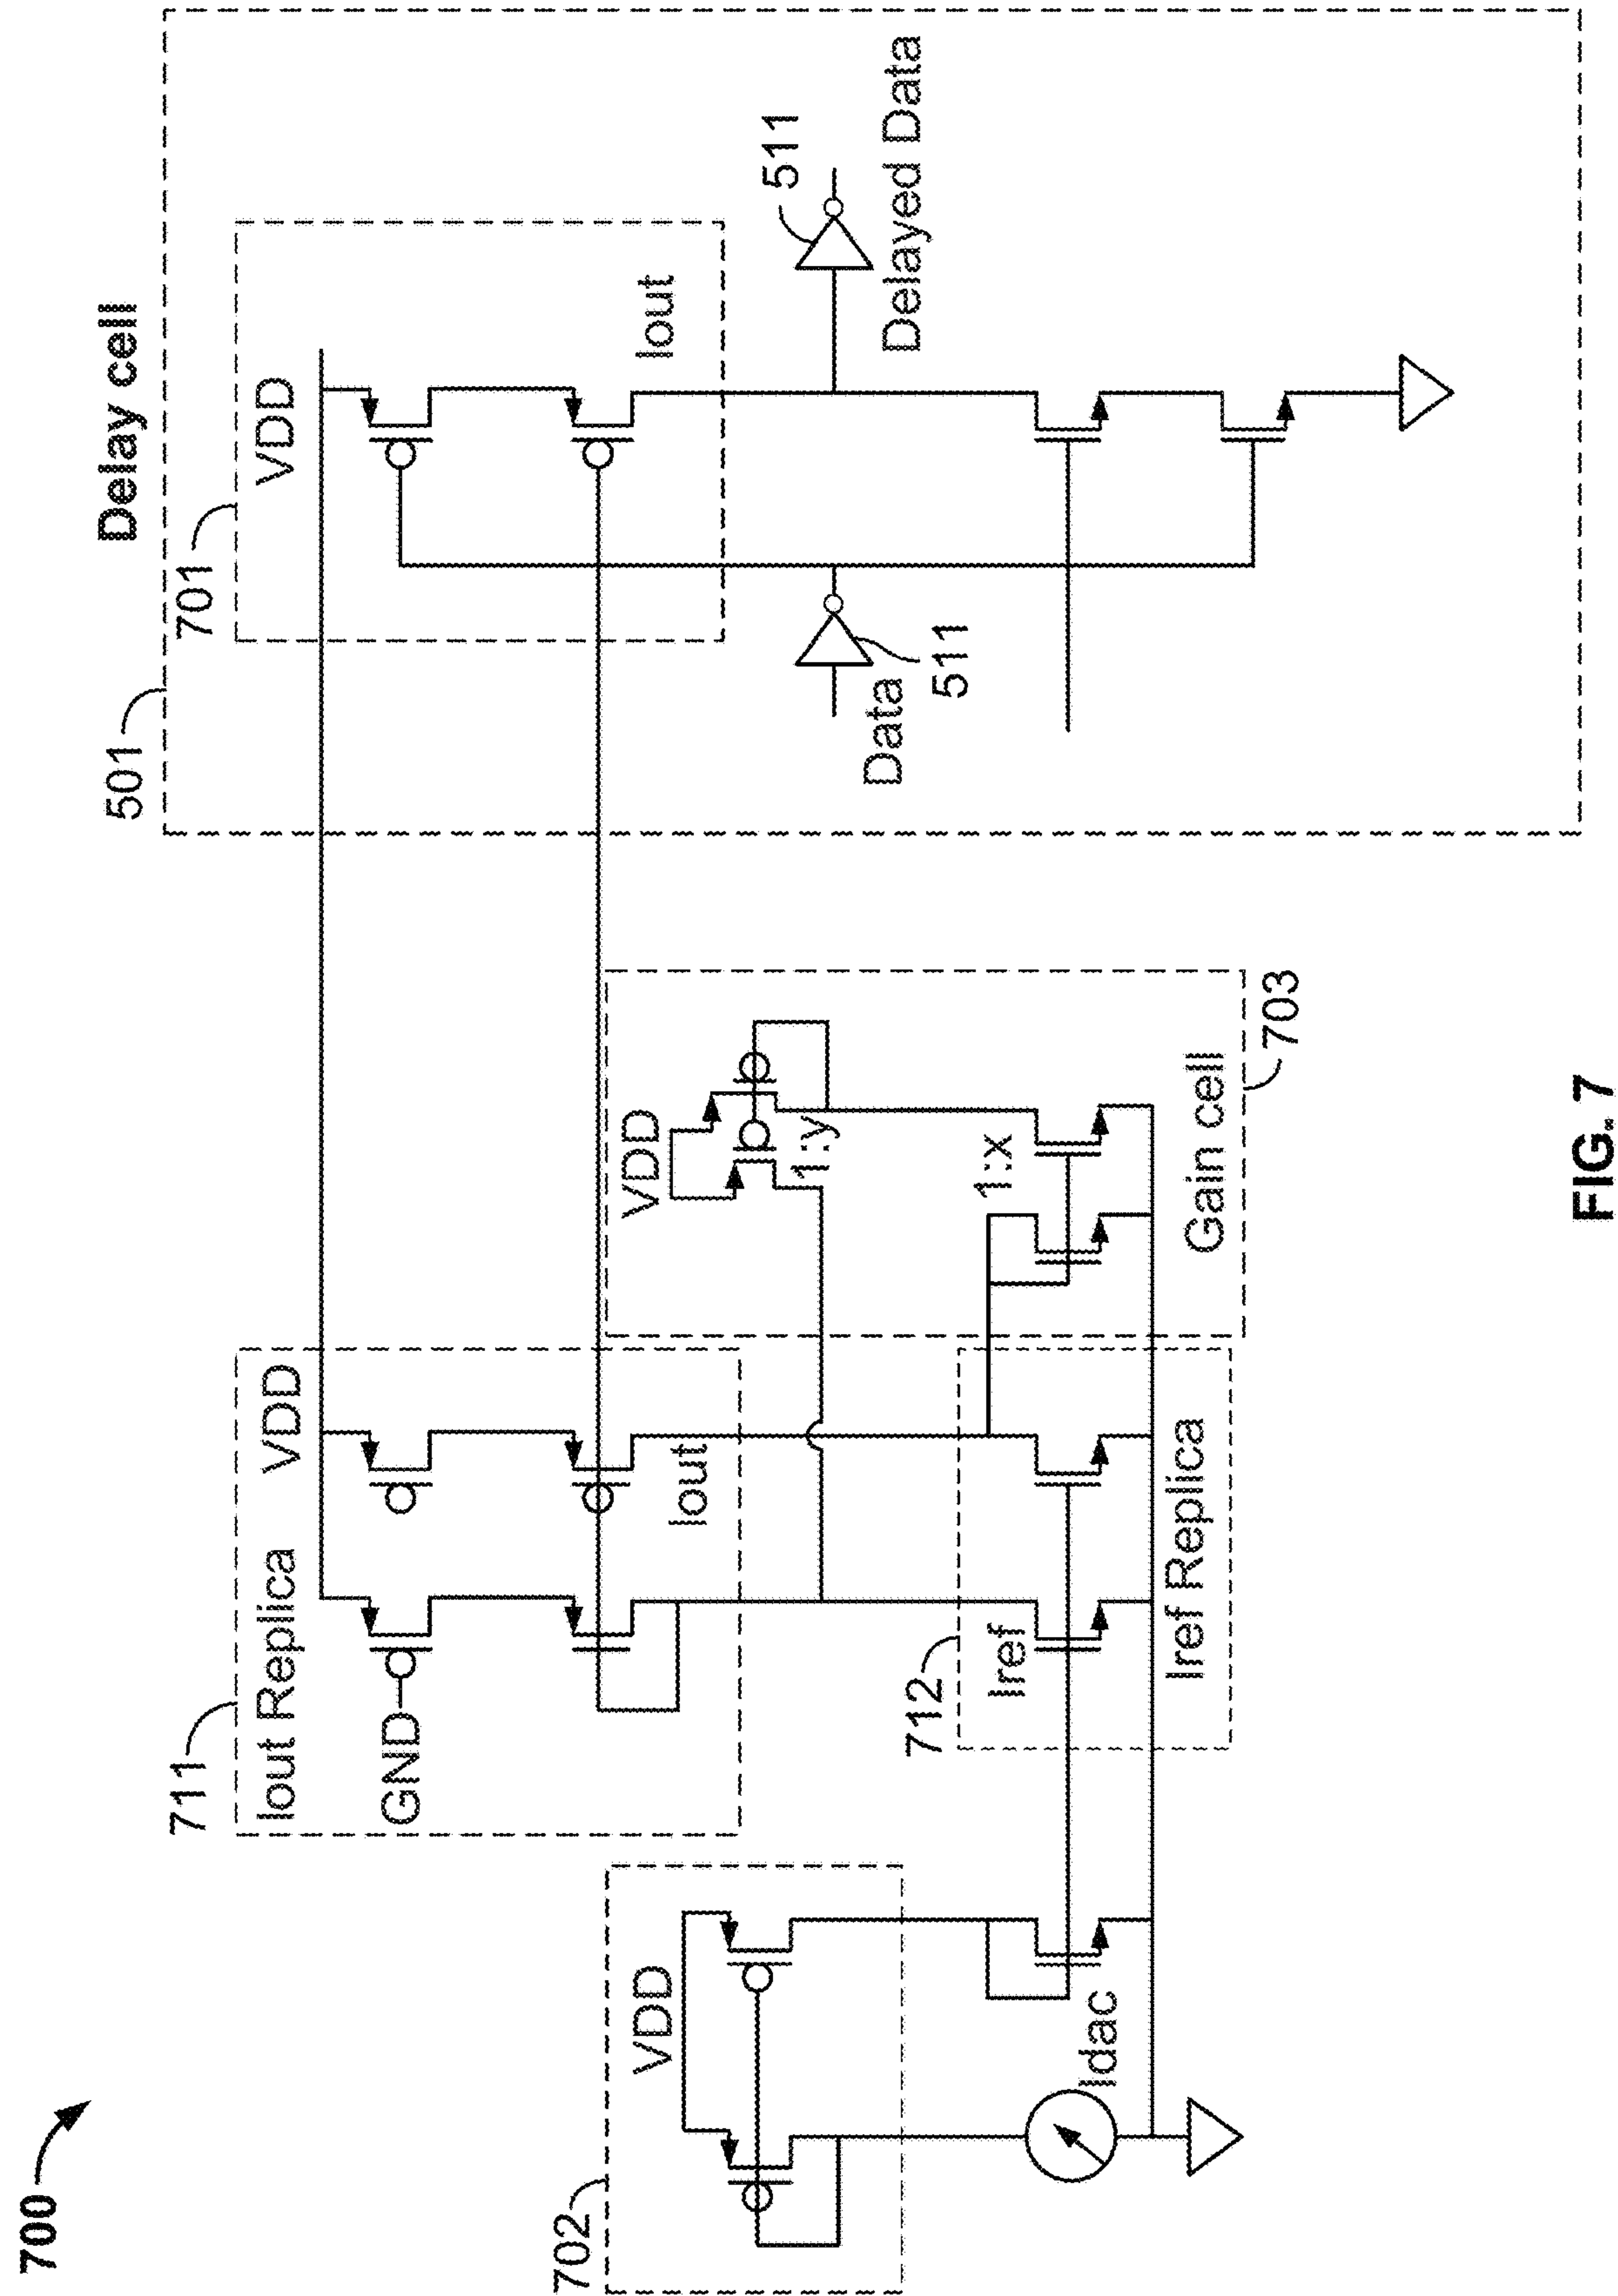 700
702
VDD
Idac
711
Iout Replica
VDD
GND
Iout
712
Iref
Iref Replica
VDD
1:y
1:x
Gain cell
703
Delay cell
501
701
VDD
Iout
511
Data
511
Delayed Data
FIG. 7